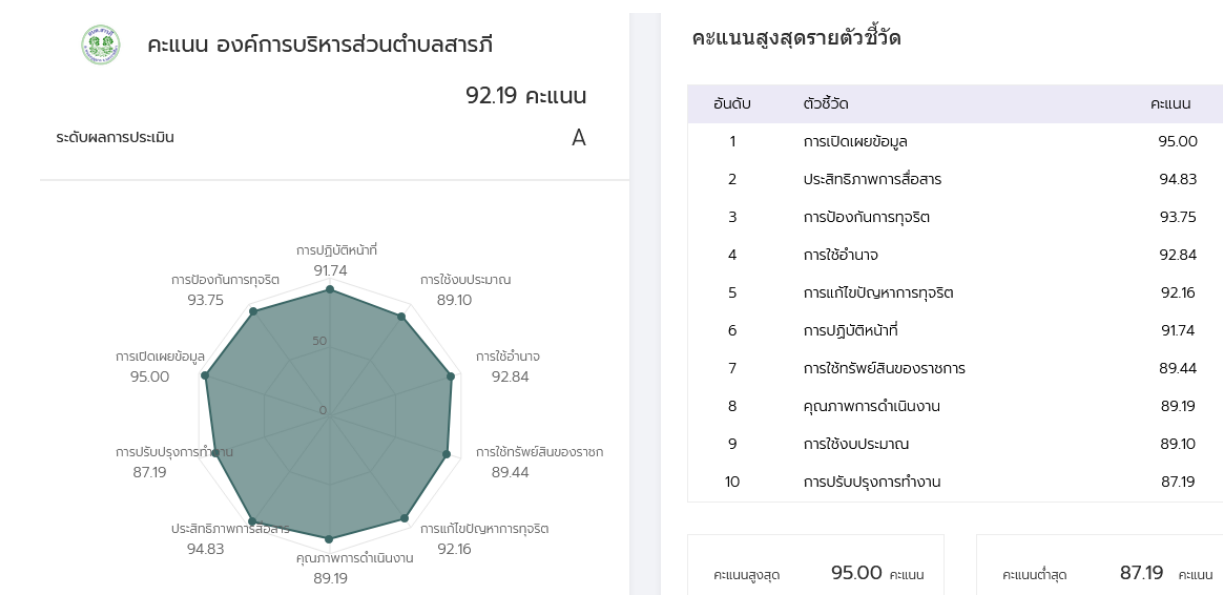 คะแนน องค์การบริหารส่วนตำบลสารภี
92.19 คะแนน
ระดับผลการประเมิน
A
การปฏิบัติหน้าที่
91.74
การป้องกันการทุจริต
93.75
การใช้งบประมาณ
89.10
50
การเปิดเผยข้อมูล
95.00
การใช้อำนาจ
92.84
0
การปรับปรุงการทำงาน
87.19
การใช้ทรัพย์สินของราชก
89.44
ประสิทธิภาพการสื่อสาร
94.83
การแก้ไขปัญหาการทุจริต
92.16
คุณภาพการดำเนินงาน
89.19
คะแนนสูงสุดรายตัวชี้วัด
อันดับ ตัวชี้วัด คะแนน
1 การเปิดเผยข้อมูล 95.00
2 ประสิทธิภาพการสื่อสาร 94.83
3 การป้องกันการทุจริต 93.75
4 การใช้อำนาจ 92.84
5 การแก้ไขปัญหาการทุจริต 92.16
6 การปฏิบัติหน้าที่ 91.74
7 การใช้ทรัพย์สินของราชการ 89.44
8 คุณภาพการดำเนินงาน 89.19
9 การใช้งบประมาณ 89.10
10 การปรับปรุงการทำงาน 87.19
คะแนนสูงสุด 95.00 คะแนน
คะแนนต่ำสุด 87.19 คะแนน